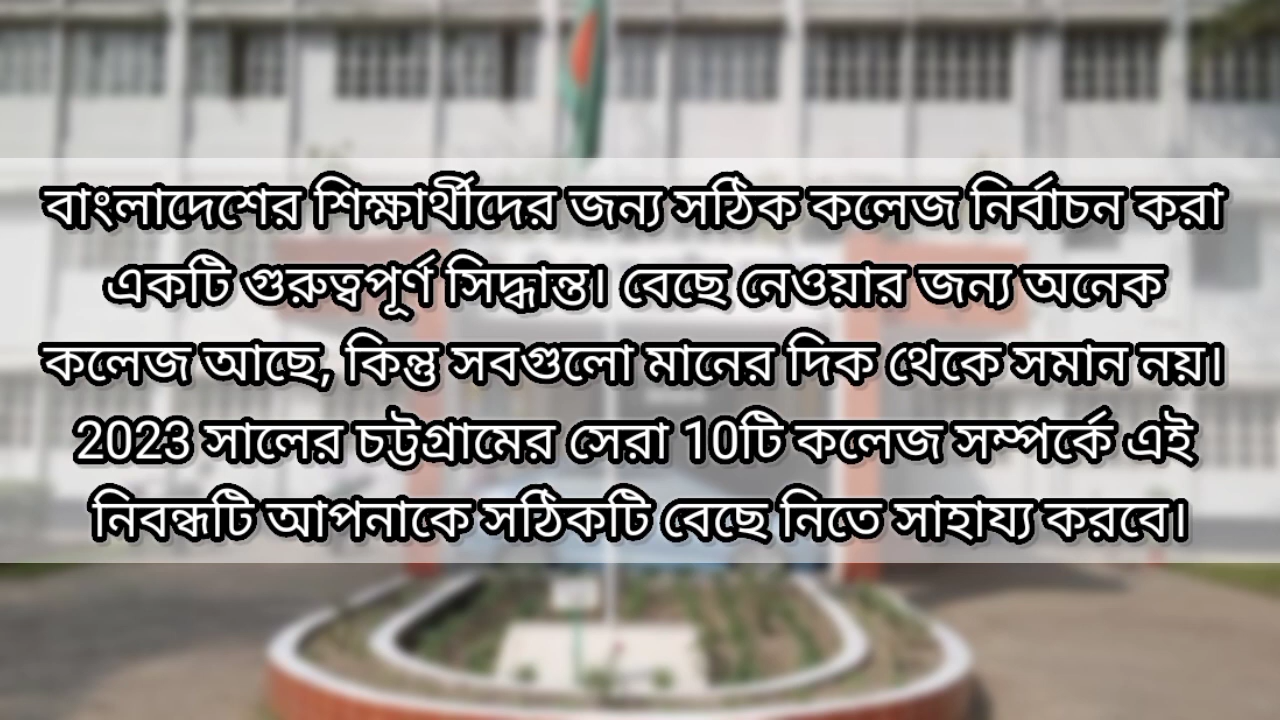 বাংলাদেশের শিক্ষার্থীদের জন্য সঠিক কলেজ নির্বাচন করা
একটি গুরুত্বপূর্ণ সিদ্ধান্ত। বেছে নেওয়ার জন্য অনেক
কলেজ আছে, কিন্তু সবগুলো মানের দিক থেকে সমান নয়।
2023 সালের চট্টগ্রামের সেরা 10টি কলেজ সম্পর্কে এই
নিবন্ধটি আপনাকে সঠিকটি বেছে নিতে সাহায্য করবে।